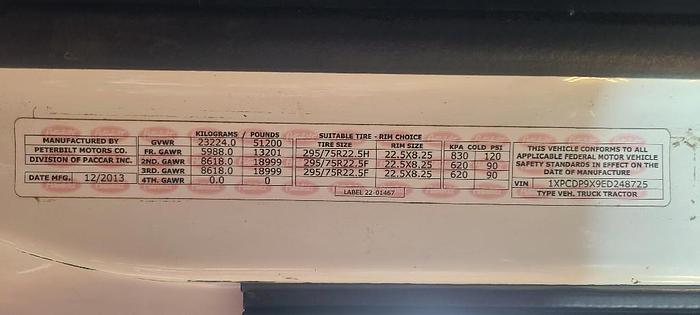 MANUFACTURED BY
PETERBILT MOTORS CO.
DIVISION OF PACCAR INC.
DATE MFG. 12/2013
KILOGRAMS / POUNDS
GVWR 23224.0 51200
FR. GAWR 5988.0 13201
2ND. GAWR 8618.0 18999
3RD. GAWR 8618.0 18999
4TH. GAWR 0.0 0
SUITABLE TIRE - RIM CHOICE
TIRE SIZE RIM SIZE KPA COLD PSI
295/75R22.5H 22.5X8.25 830 120
295/75R22.5F 22.5X8.25 620 90
295/75R22.5F 22.5X8.25 620 90
LABEL 22-01467
THIS VEHICLE CONFORMS TO ALL
APPLICABLE FEDERAL MOTOR VEHICLE
SAFETY STANDARDS IN EFFECT ON THE
DATE OF MANUFACTURE
VIN 1XPCDP9X9ED248725
TYPE VEH. TRUCK TRACTOR